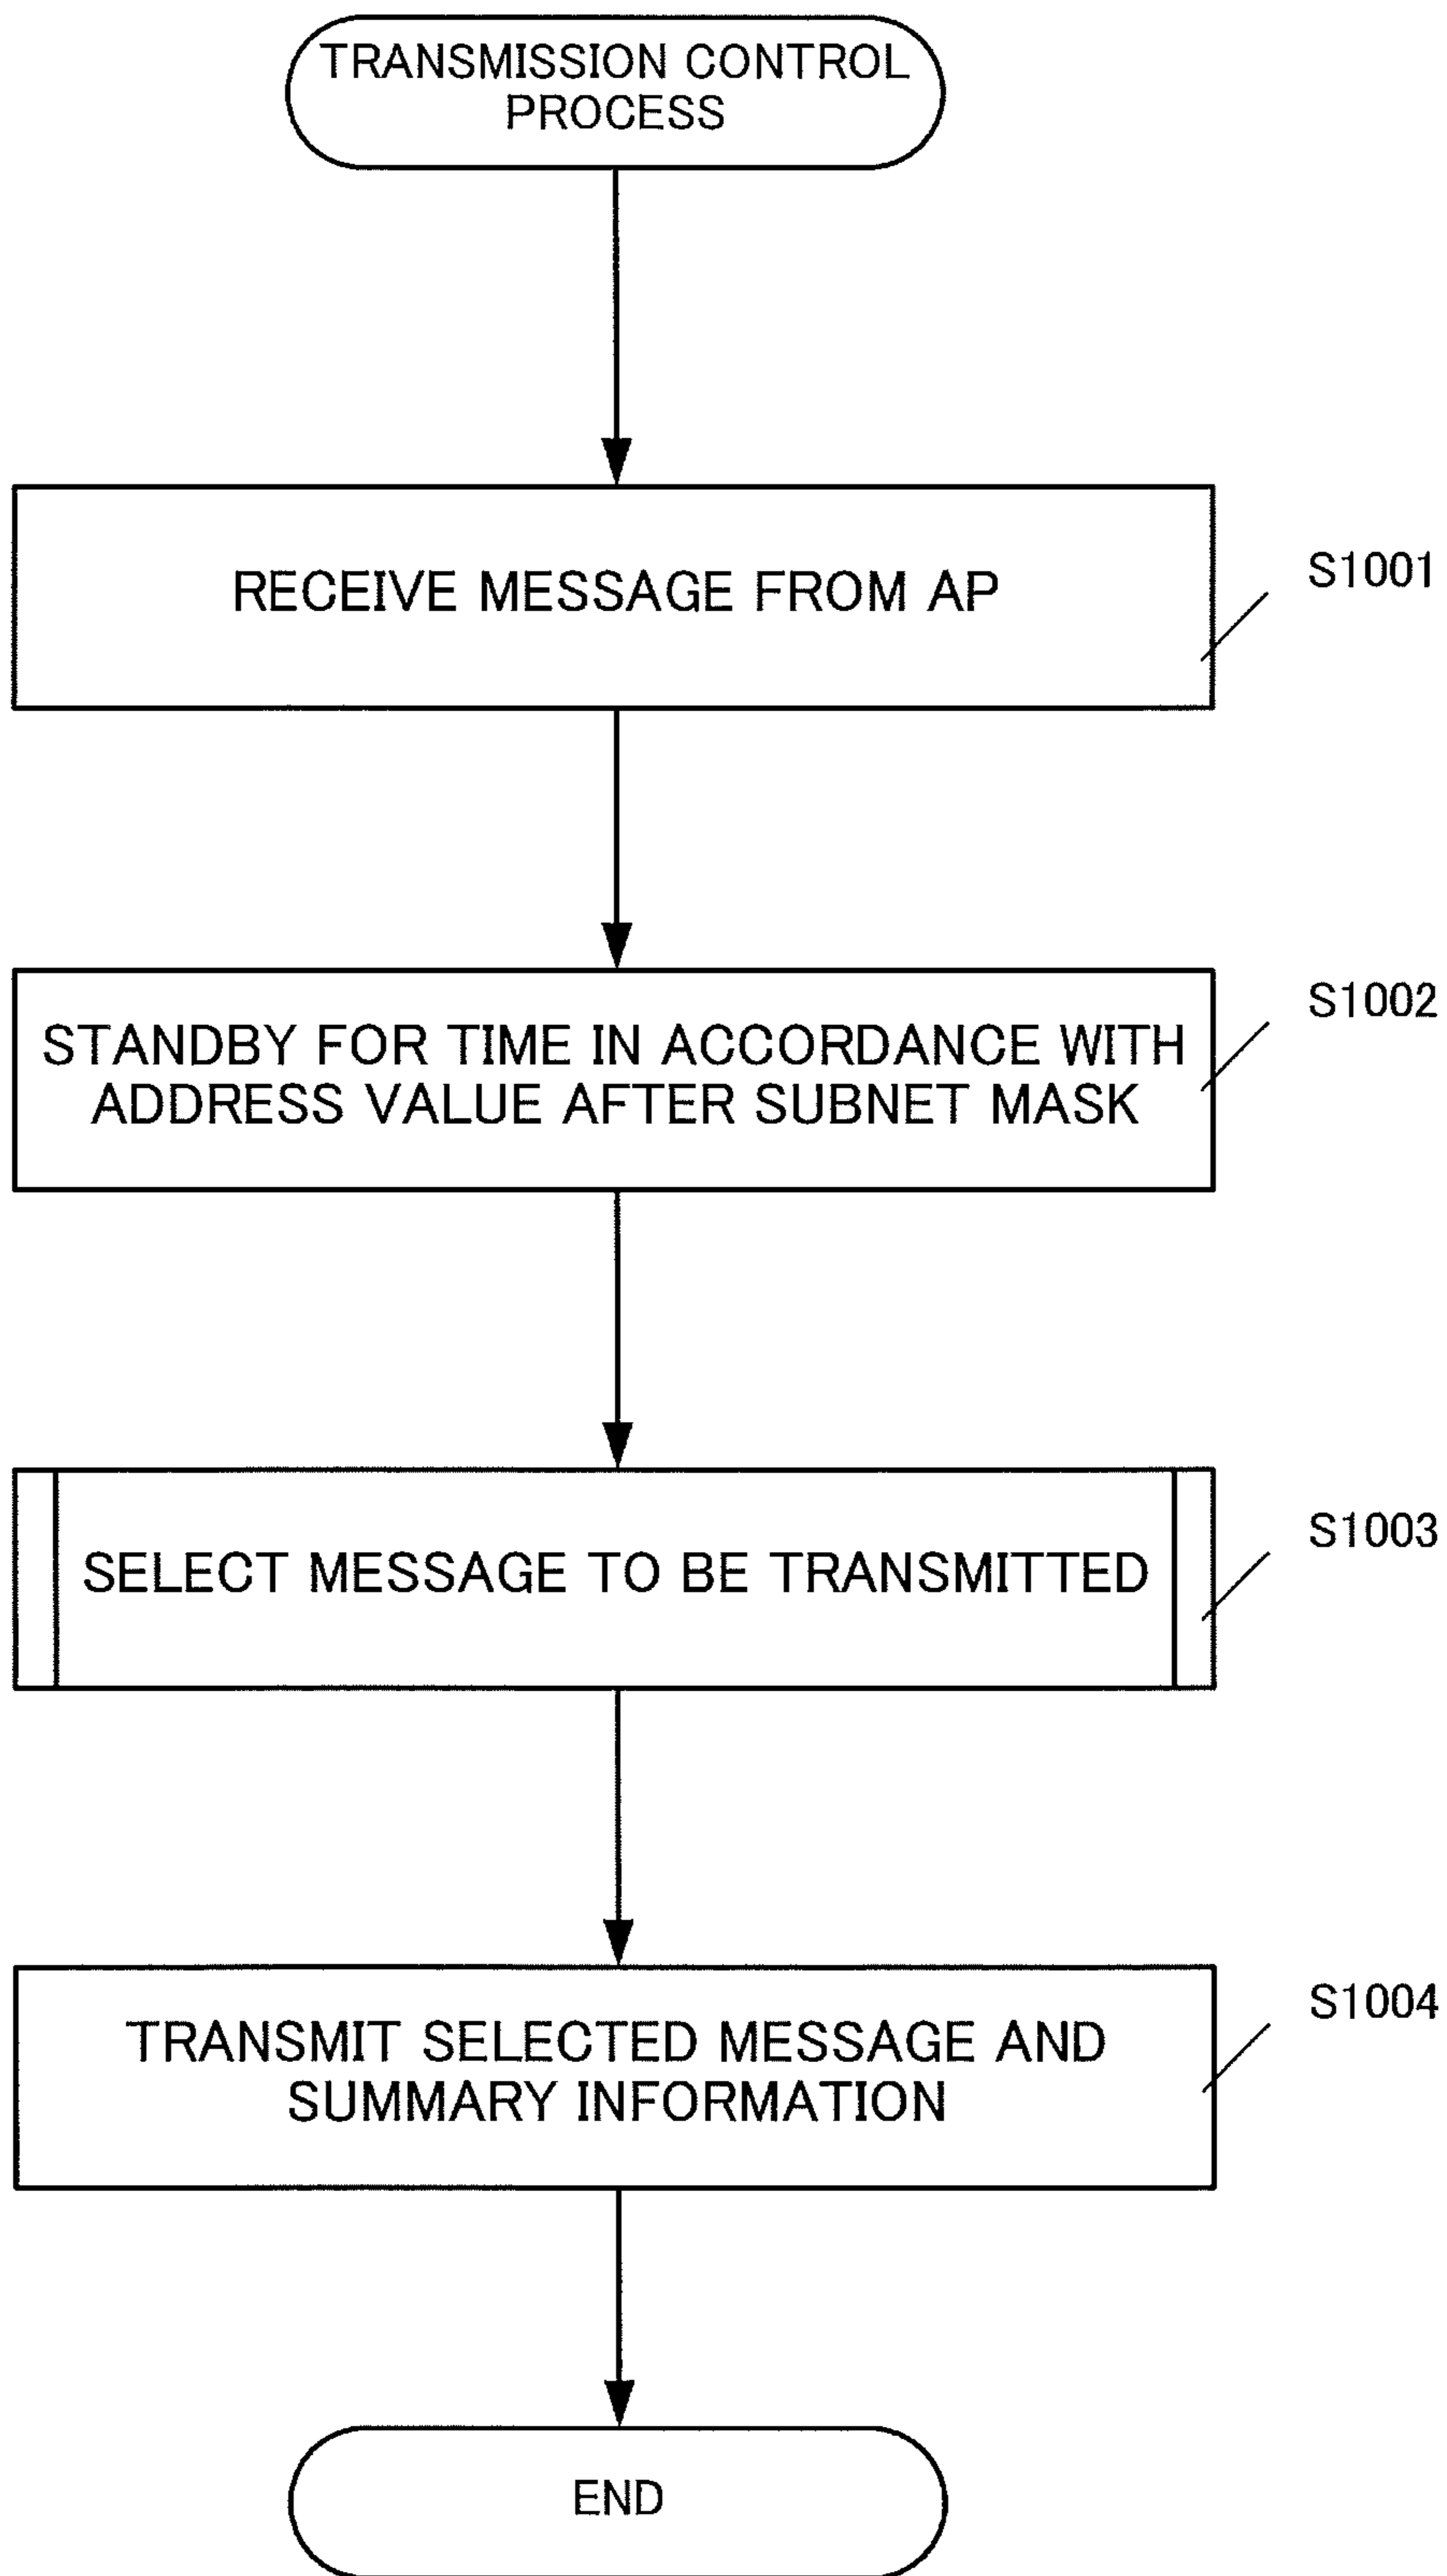 TRANSMISSION CONTROL
PROCESS
RECEIVE MESSAGE FROM AP
S1001
STANDBY FOR TIME IN ACCORDANCE WITH
ADDRESS VALUE AFTER SUBNET MASK
S1002
SELECT MESSAGE TO BE TRANSMITTED
S1003
TRANSMIT SELECTED MESSAGE AND
SUMMARY INFORMATION
S1004
END